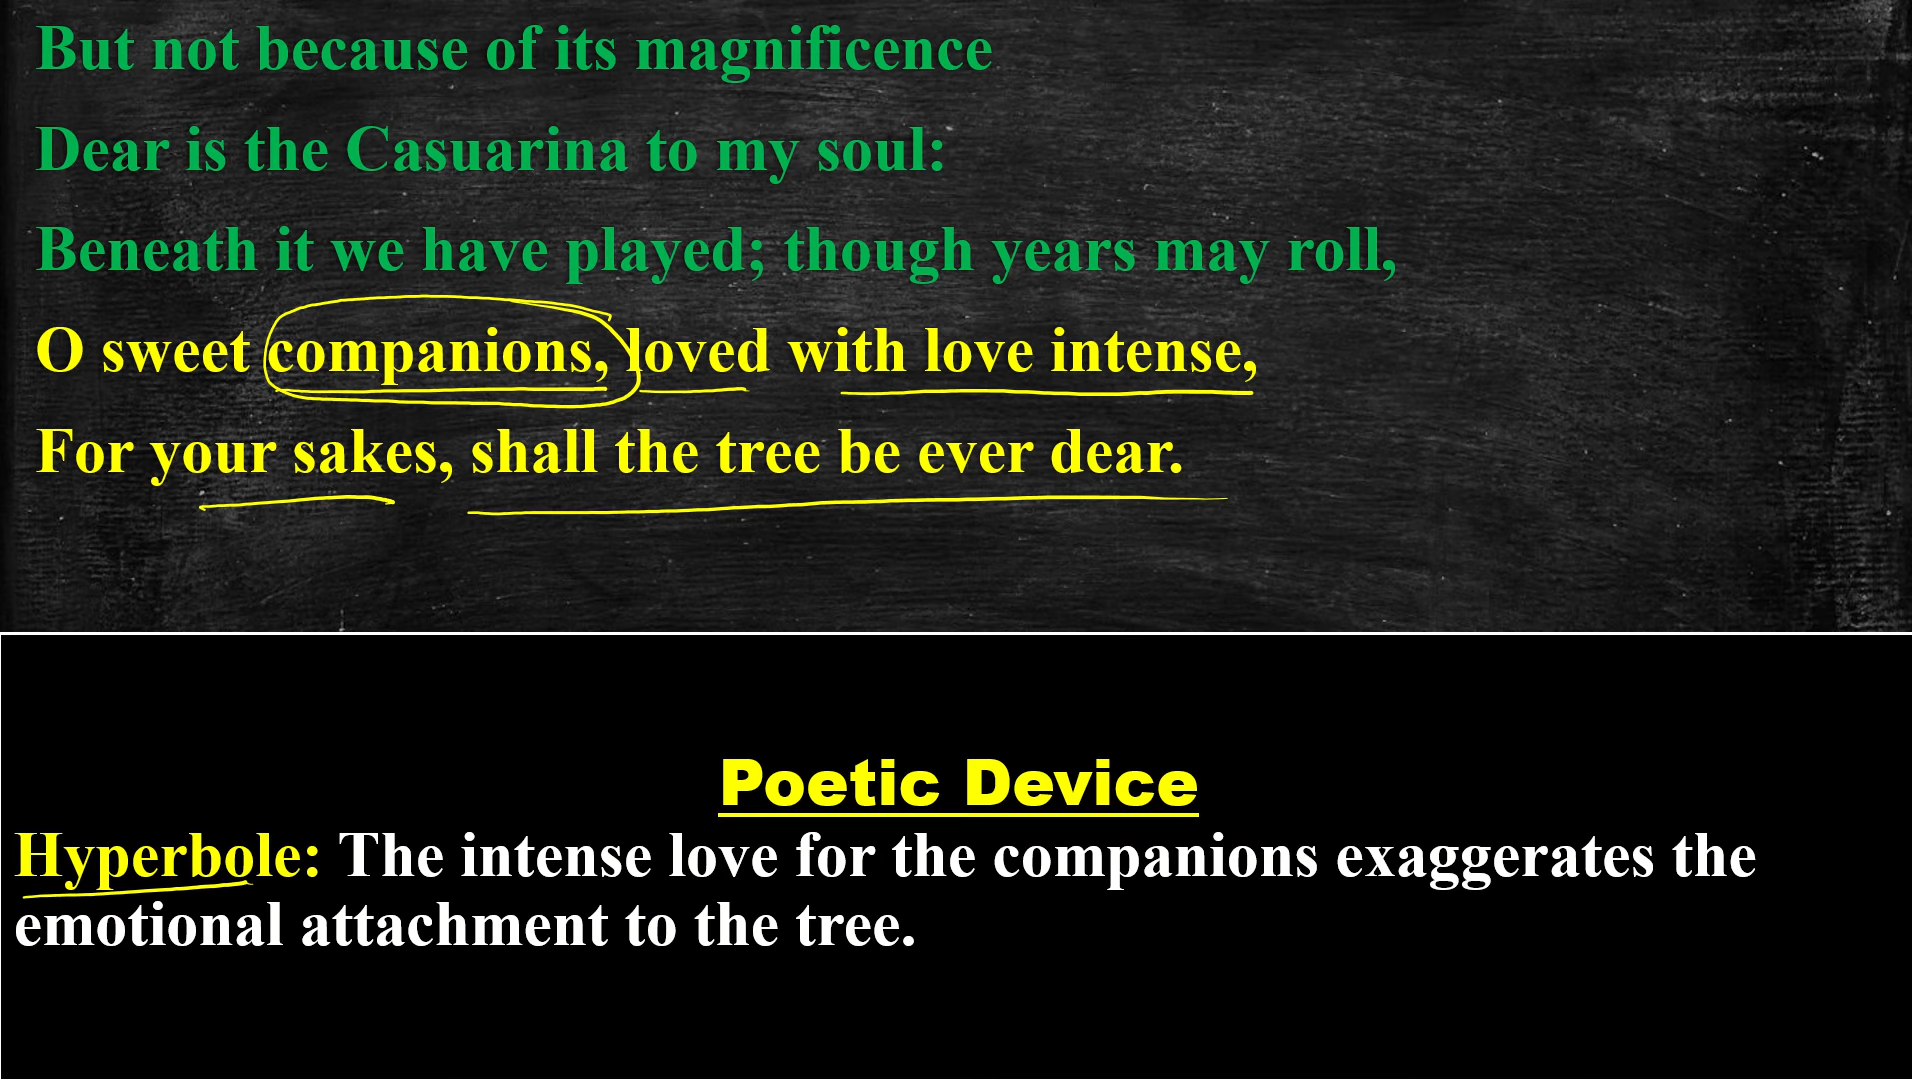 But not because of its magnificence
Dear is the Casuarina to my soul:
Beneath it we have played; though years may roll,
O sweet companions, loved with love intense,
For your sakes, shall the tree be ever dear.
Poetic Device
Hyperbole: The intense love for the companions exaggerates the
emotional attachment to the tree.